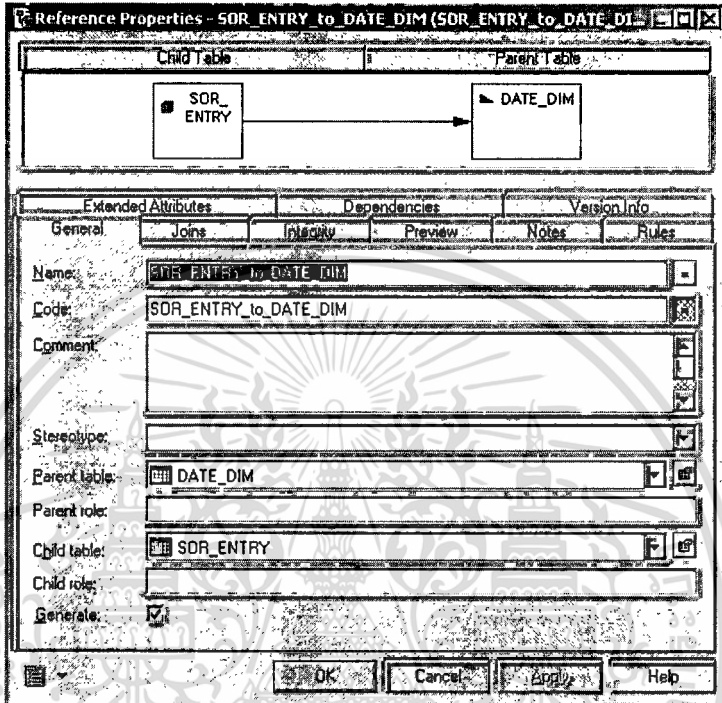 Reference Properties - SOR_ENTRY_to_DATE_DIM (SOR_ENTRY_to_DATE_DI...
Child Table Parent Table
SOR_
ENTRY
DATE_DIM
Extended Attributes Dependencies Version Info
General Joins Integrity Preview Notes Rules
Name: SOR_ENTRY_to_DATE_DIM
=
Code: SOR_ENTRY_to_DATE_DIM
Comment:
Stereotype:
Parent table: DATE_DIM
Parent role:
Child table: SOR_ENTRY
Child role:
Generate:
OK Cancel Apply Help